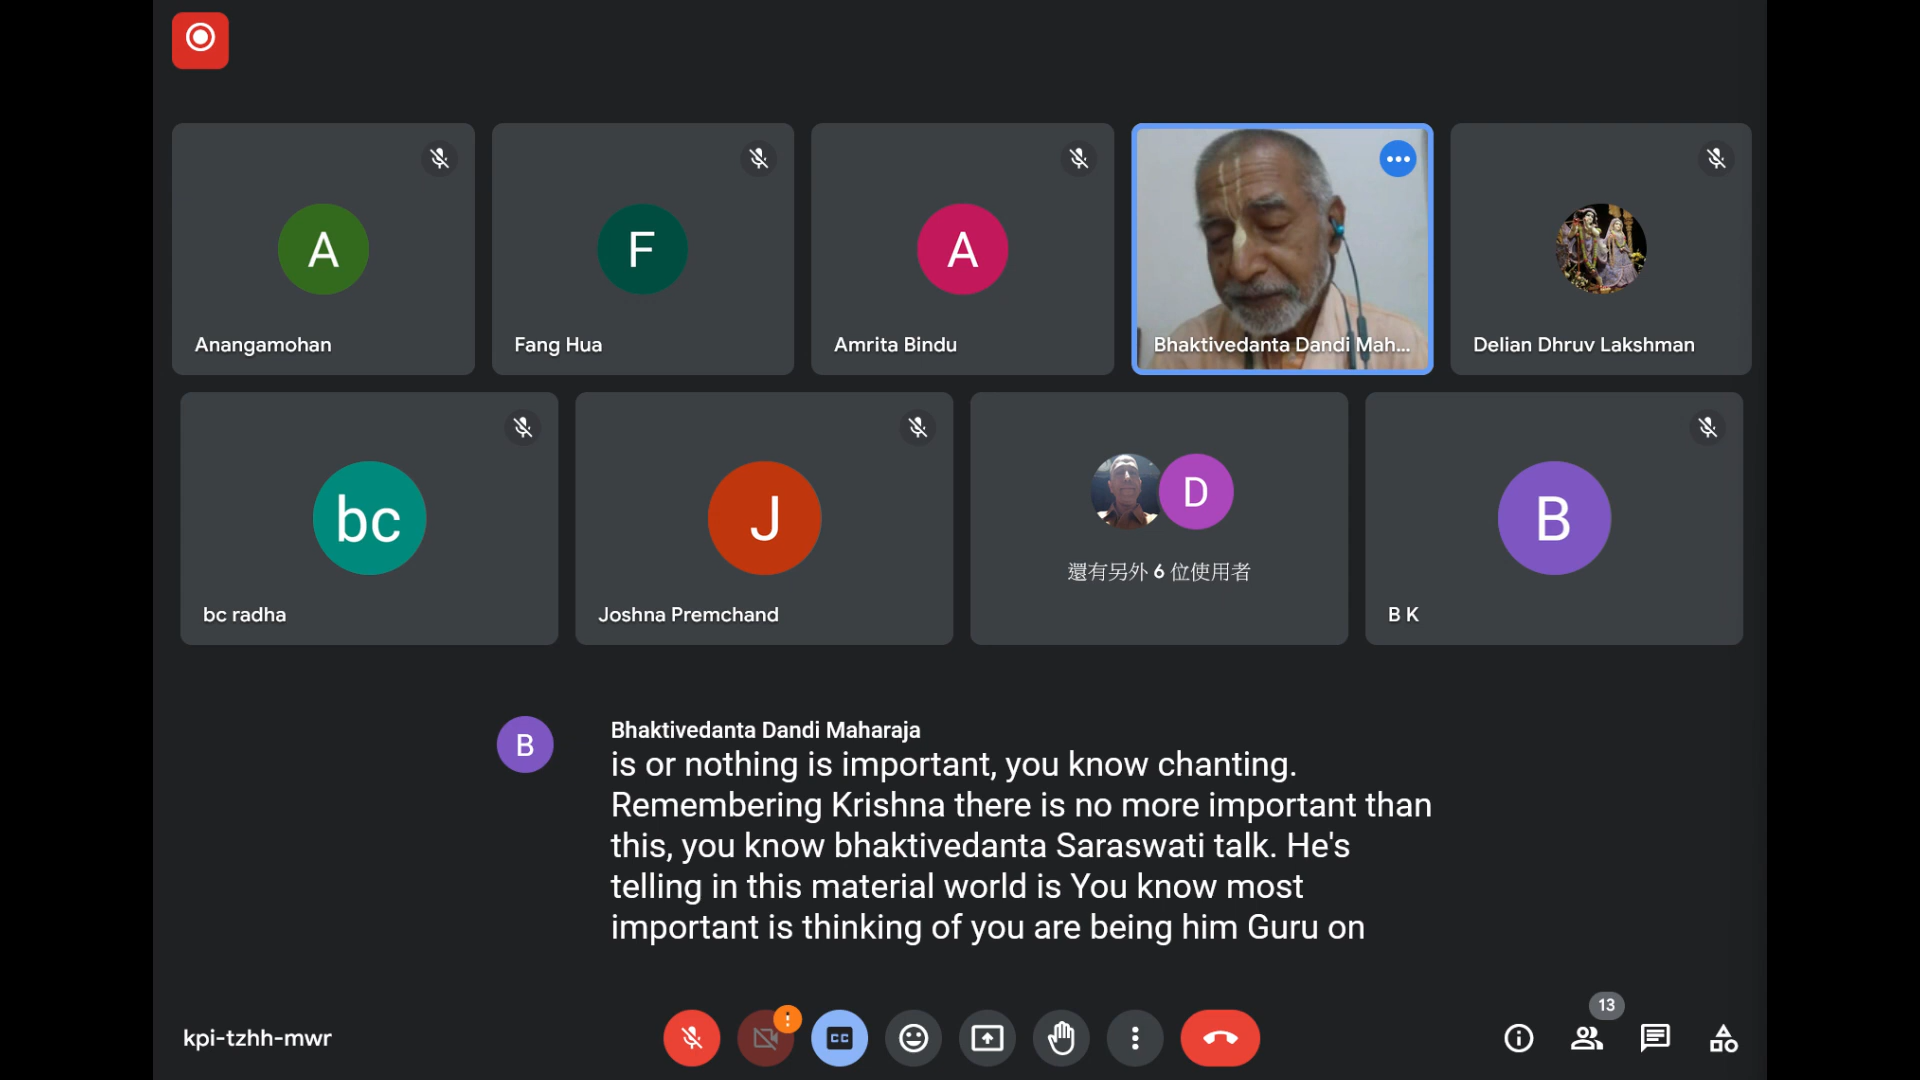 A
Anangamohan
F
Fang Hua
A
Amrita Bindu
Bhaktivedanta Dandi Mah...
Delian Dhruv Lakshman
bc
bc radha
J
Joshna Premchand
D
還有另外 6 位使用者
B
B K
B
Bhaktivedanta Dandi Maharaja
is or nothing is important, you know chanting.
Remembering Krishna there is no more important than
this, you know bhaktivedanta Saraswati talk. He's
telling in this material world is You know most
important is thinking of you are being him Guru on
kpi-tzhh-mwr
CC
13